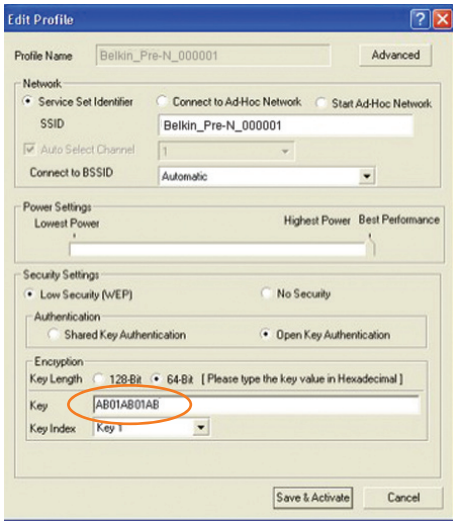 Edit Profile
Profile Name Belkin_Pre-N_000001 Advanced
Network
Service Set Identifier Connect to Ad-Hoc Network Start Ad-Hoc Network
SSID Belkin_Pre-N_000001
Auto Select Channel 1
Connect to BSSID Automatic
Power Settings
Lowest Power Highest Power Best Performance
Security Settings
Low Security (WEP) No Security
Authentication
Shared Key Authentication Open Key Authentication
Encryption
Key Length 128-Bit 64-Bit [ Please type the key value in Hexadecimal ]
Key AB01AB01AB
Key Index Key 1
Save & Activate Cancel